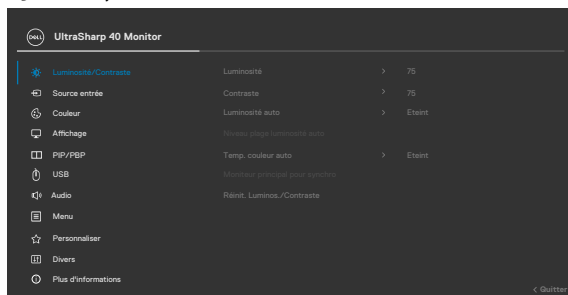 DELL UltraSharp 40 Monitor
Luminosité/Contraste Luminosité > 75
Source entrée Contraste > 75
Couleur Luminosité auto > Eteint
Affichage Niveau plage luminosité auto
PIP/PBP Temp. couleur auto > Eteint
USB Moniteur principal pour synchro
Audio Réinit. Luminos./Contraste
Menu
Personnaliser
Divers
Plus d'informations
< Quitter